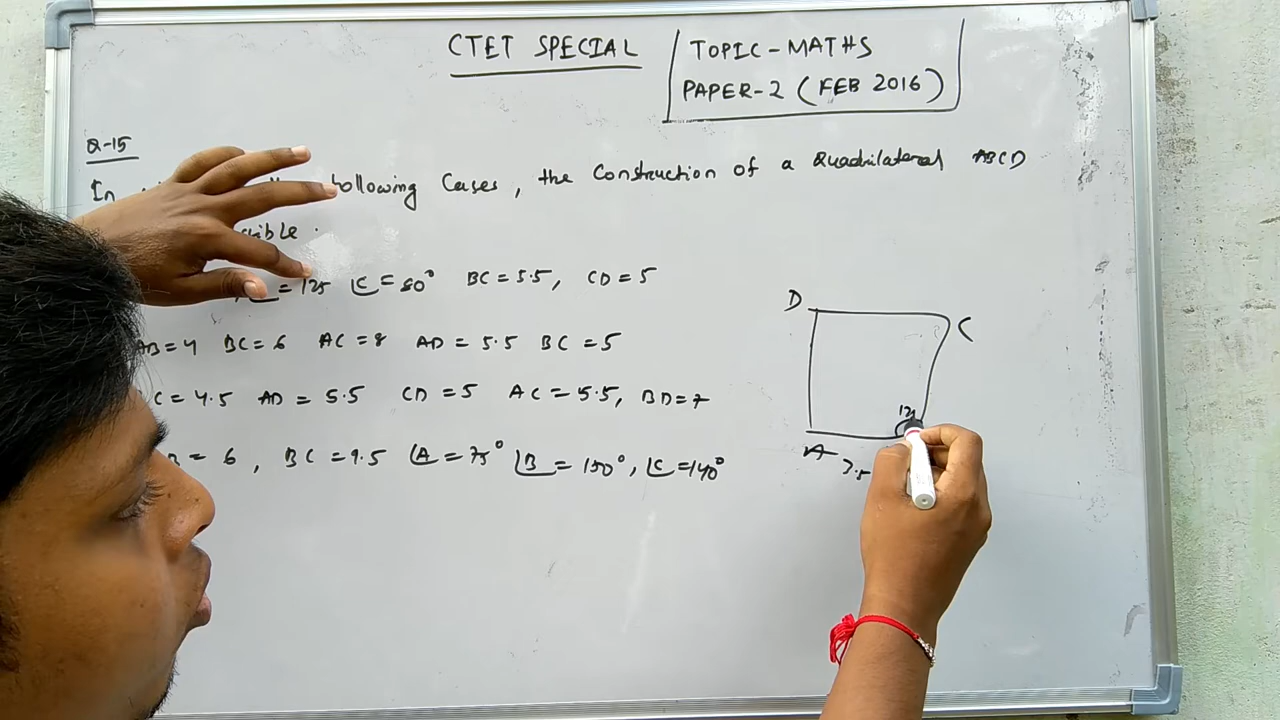 CTET SPECIAL
TOPIC-MATHS
PAPER-2 (FEB 2016)
Q-15
In following Cases, the Construction of a Quadrilateral ABCD
= 125 ∠C = 80° BC = 5.5, CD = 5
AB = 4 BC = 6 AC = 8 AD = 5.5 BC = 5
C = 4.5 AD = 5.5 CD = 5 AC = 5.5, BD = 7
= 6, BC = 9.5 ∠A = 75° ∠B = 150°, ∠C = 140°
D
C
A
7.5